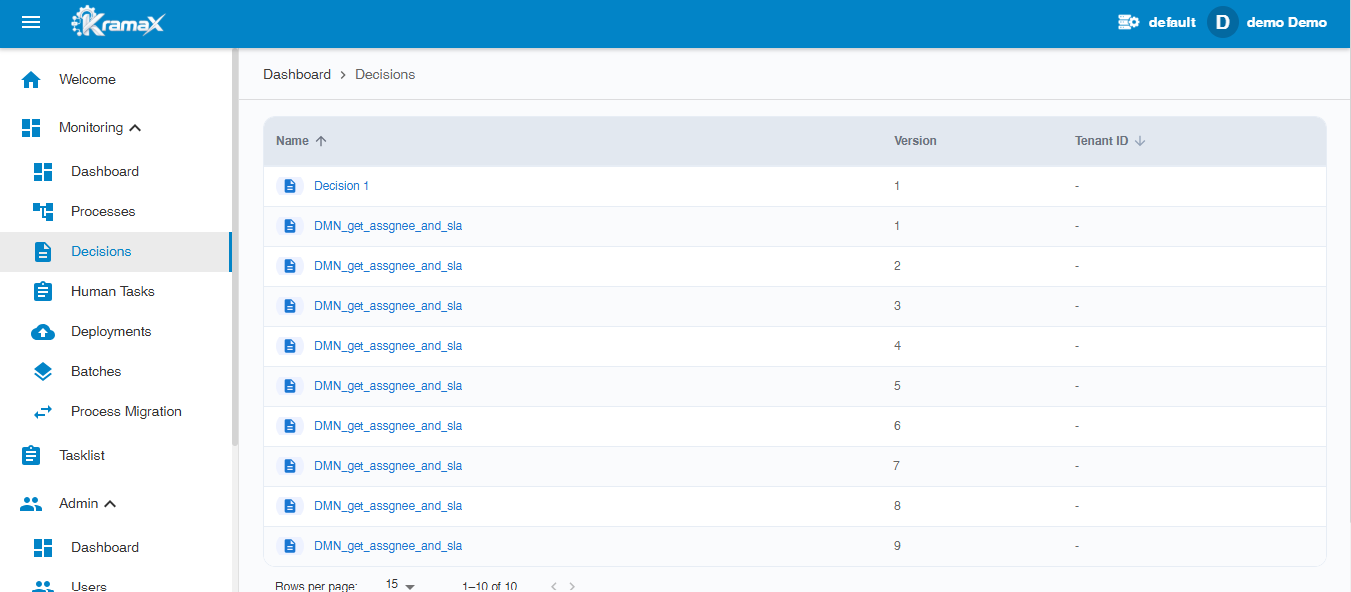 KramaX
default
D
demo Demo
Welcome
Monitoring
Dashboard
Processes
Decisions
Human Tasks
Deployments
Batches
Process Migration
Tasklist
Admin
Dashboard
Users
Dashboard > Decisions
Name Version Tenant ID
Decision 1 1 -
DMN_get_assgnee_and_sla 1 -
DMN_get_assgnee_and_sla 2 -
DMN_get_assgnee_and_sla 3 -
DMN_get_assgnee_and_sla 4 -
DMN_get_assgnee_and_sla 5 -
DMN_get_assgnee_and_sla 6 -
DMN_get_assgnee_and_sla 7 -
DMN_get_assgnee_and_sla 8 -
DMN_get_assgnee_and_sla 9 -
Rows per page: 15 1–10 of 10